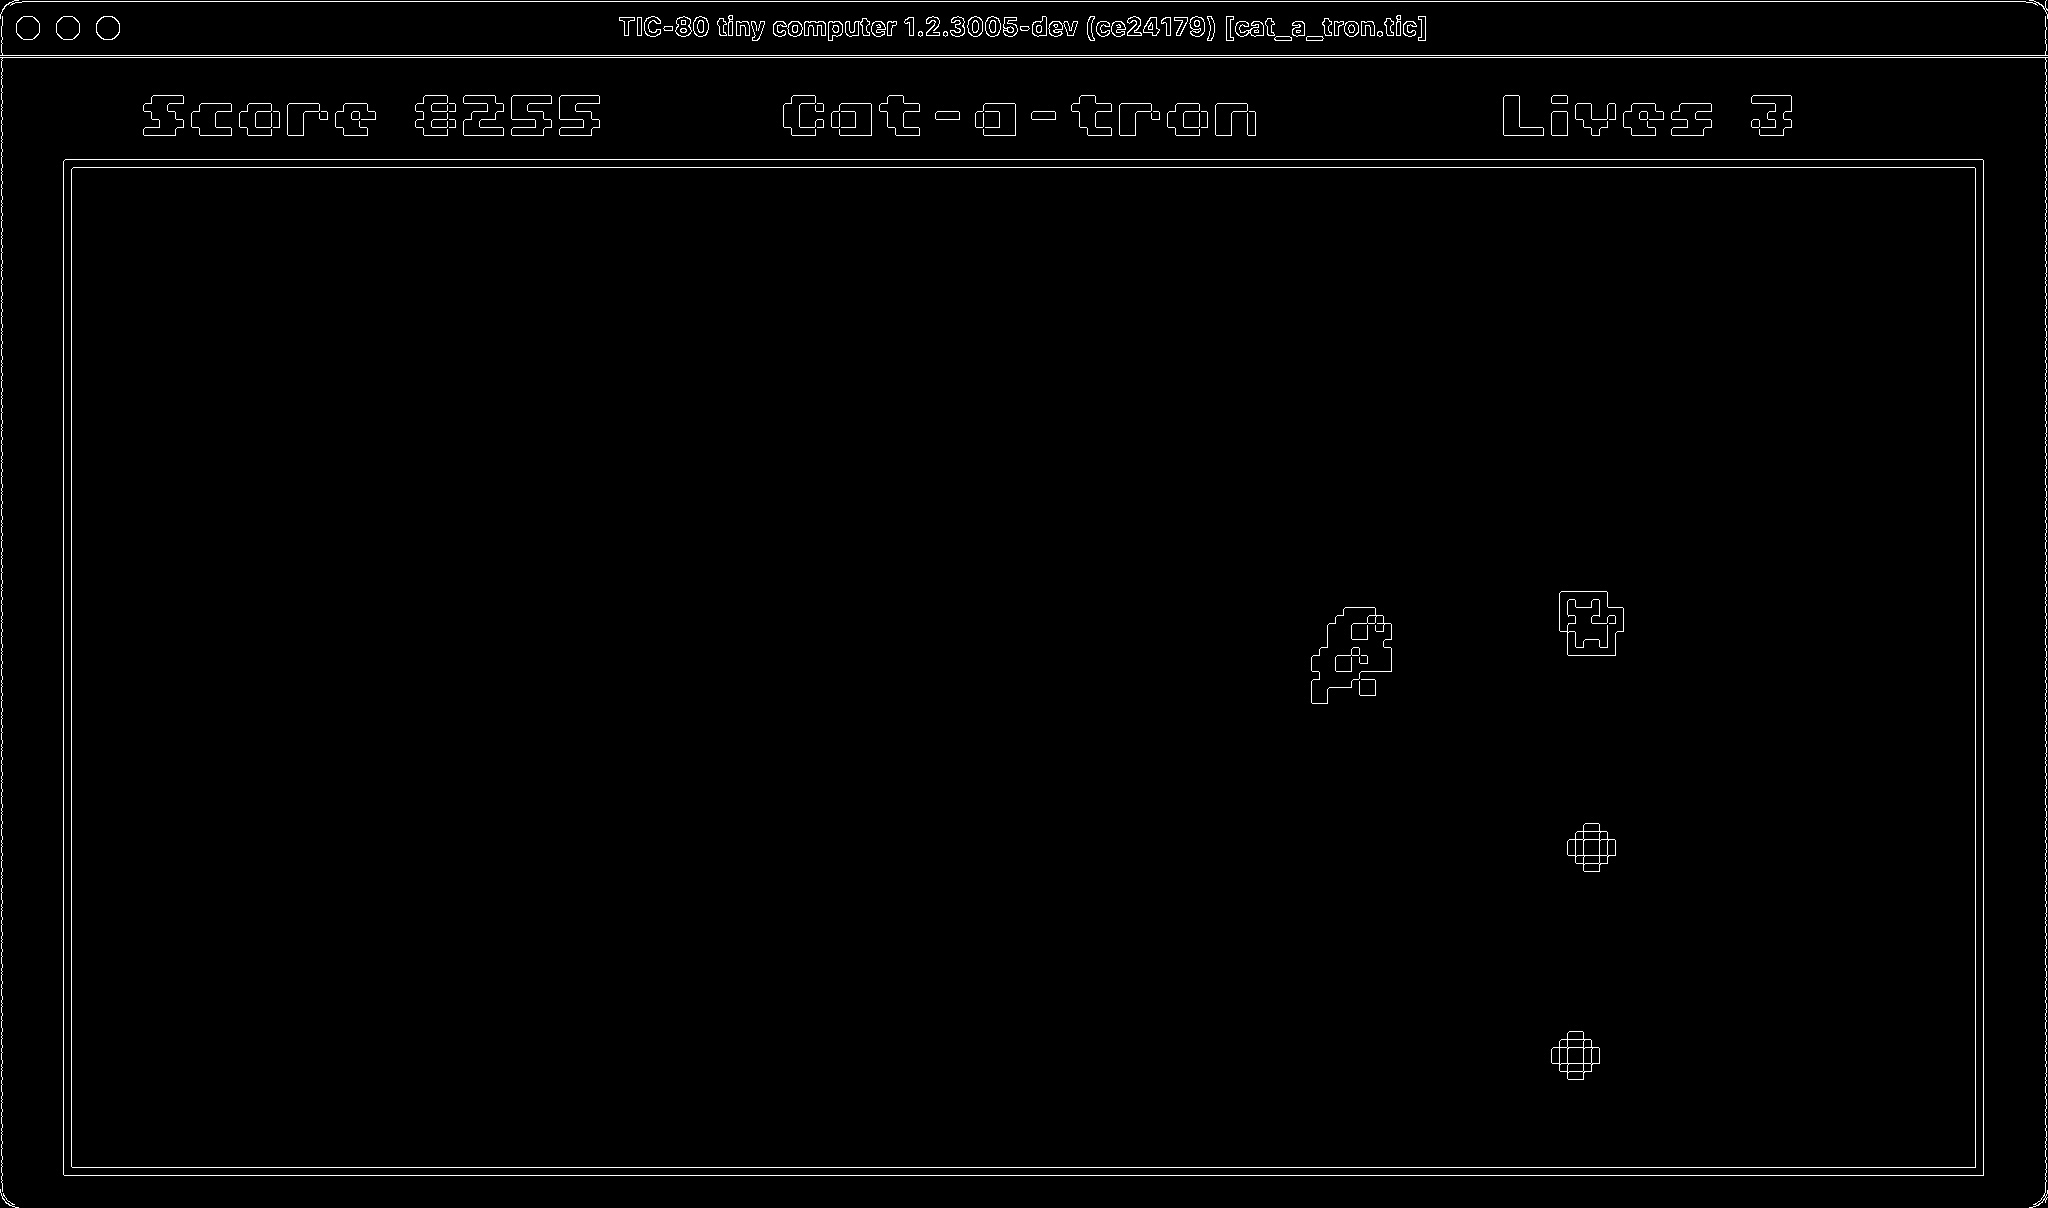 TIC-80 tiny computer 1.2.3005-dev (ce24179) [cat_a_tron.tic]
Score 8255 Cat-a-tron Lives 3